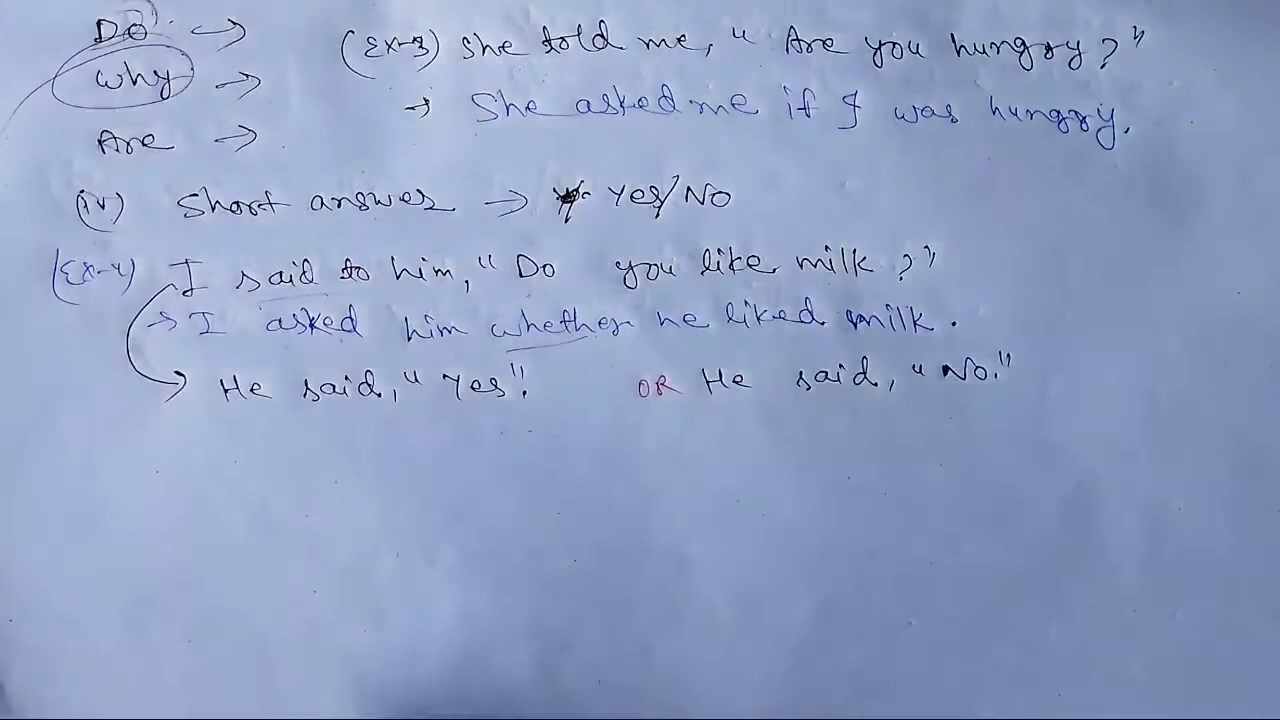 Do →
(Ex-3) She told me, "Are you hungry?"
Why →
→ She asked me if I was hungry.
Are →
(iv) Short answer → Yes/No
(Ex-4) I said to him, "Do you like milk?"
→ I asked him whether he liked milk.
→ He said, "Yes". OR He said, "No."